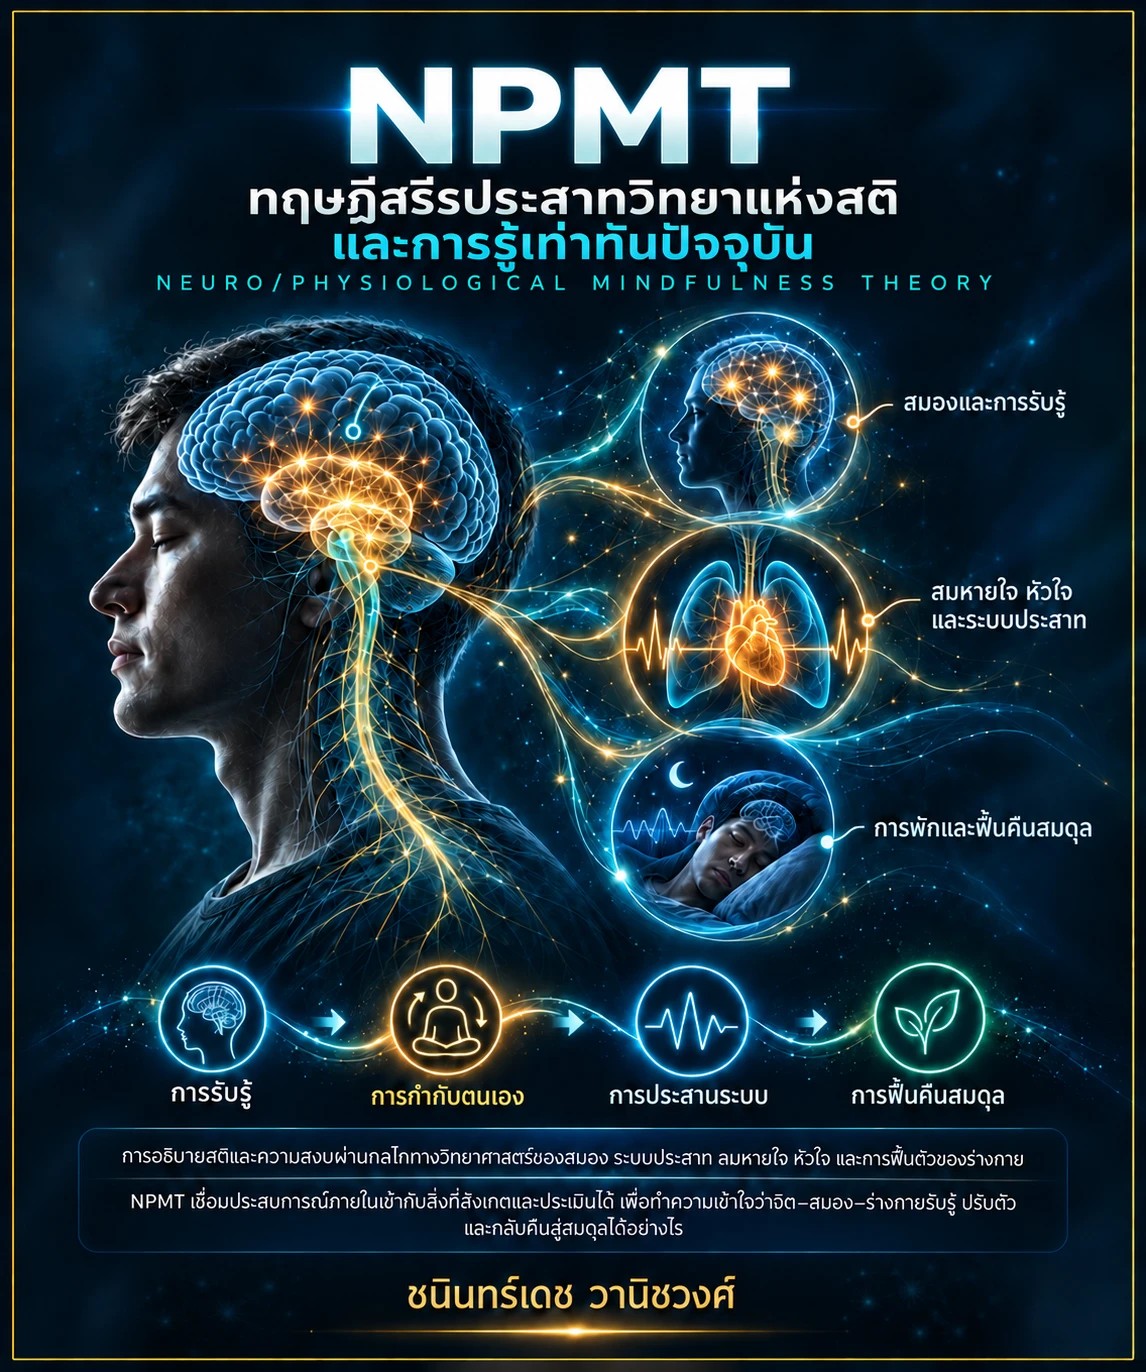 NPMT
ทฤษฎีสรีรประสาทวิทยาแห่งสติ
และการรู้เท่าทันปัจจุบัน
NEURO/PHYSIOLOGICAL MINDFULNESS THEORY
สมองและการรับรู้
สมหายใจ หัวใจ
และระบบประสาท
การพักและฟื้นคืนสมดุล
การรับรู้
การกำกับตนเอง
การประสานระบบ
การฟื้นคืนสมดุล
การอธิบายสติและความสงบผ่านกลไกทางวิทยาศาสตร์ของสมอง ระบบประสาท ลมหายใจ หัวใจ และการฟื้นตัวของร่างกาย
NPMT เชื่อมประสบการณ์ภายในเข้ากับสิ่งที่สังเกตและประเมินได้ เพื่อทำความเข้าใจว่าจิต–สมอง–ร่างกายรับรู้ ปรับตัว
และกลับคืนสู่สมดุลได้อย่างไร
ชนินทร์เดช วานิชวงศ์